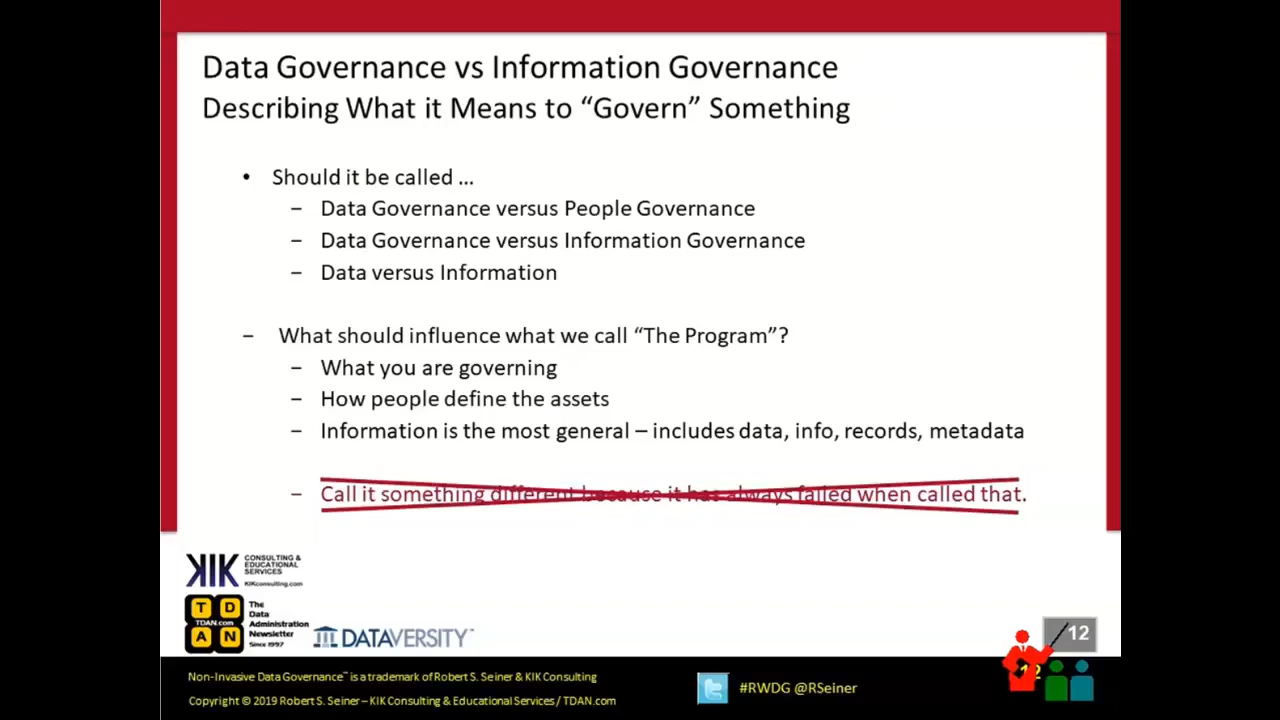 Data Governance vs Information Governance
Describing What it Means to “Govern” Something
• Should it be called ...
– Data Governance versus People Governance
– Data Governance versus Information Governance
– Data versus Information
– What should influence what we call “The Program”?
– What you are governing
– How people define the assets
– Information is the most general – includes data, info, records, metadata
– Call it something different because it has always failed when called that.
KIK CONSULTING &
EDUCATIONAL
SERVICES
KIKconsulting.com
T D
TDAN.com
A N
The
Data
Administration
Newsletter
Since 1997
DATAVERSITY™
12
12
Non-Invasive Data Governance™ is a trademark of Robert S. Seiner & KIK Consulting
Copyright © 2019 Robert S. Seiner – KIK Consulting & Educational Services / TDAN.com
#RWDG @RSeiner